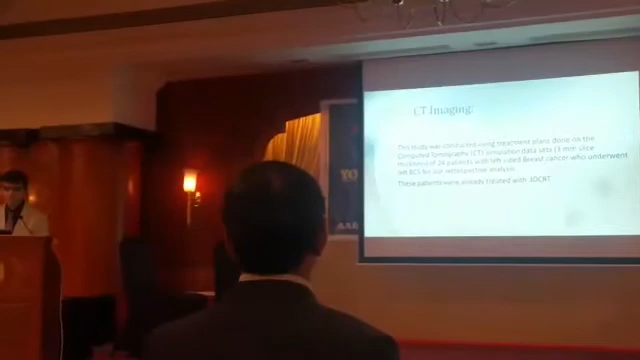 CT Imaging:
This study was conducted using treatment plans done on the
Computed Tomography (CT) simulation data sets (3 mm slice
thickness) of 24 patients with left sided Breast cancer who underwent
left BCS for our retrospective analysis.
These patients were already treated with 3DCRT